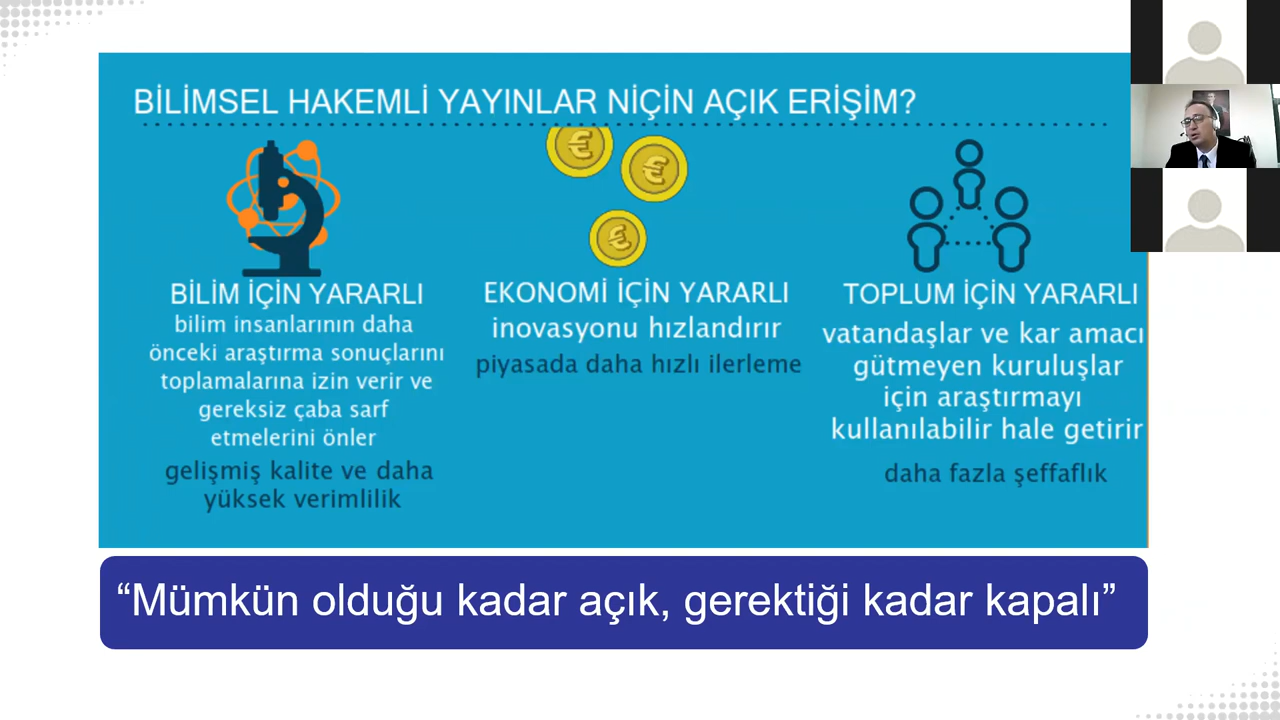 BİLİMSEL HAKEMLİ YAYINLAR NİÇİN AÇIK ERİŞİM?
BİLİM İÇİN YARARLI
bilim insanlarının daha
önceki araştırma sonuçlarını
toplamalarına izin verir ve
gereksiz çaba sarf
etmelerini önler
gelişmiş kalite ve daha
yüksek verimlilik
EKONOMİ İÇİN YARARLI
inovasyonu hızlandırır
piyasada daha hızlı ilerleme
TOPLUM İÇİN YARARLI
vatandaşlar ve kar amacı
gütmeyen kuruluşlar
için araştırmayı
kullanılabilir hale getirir
daha fazla şeffaflık
“Mümkün olduğu kadar açık, gerektiği kadar kapalı”